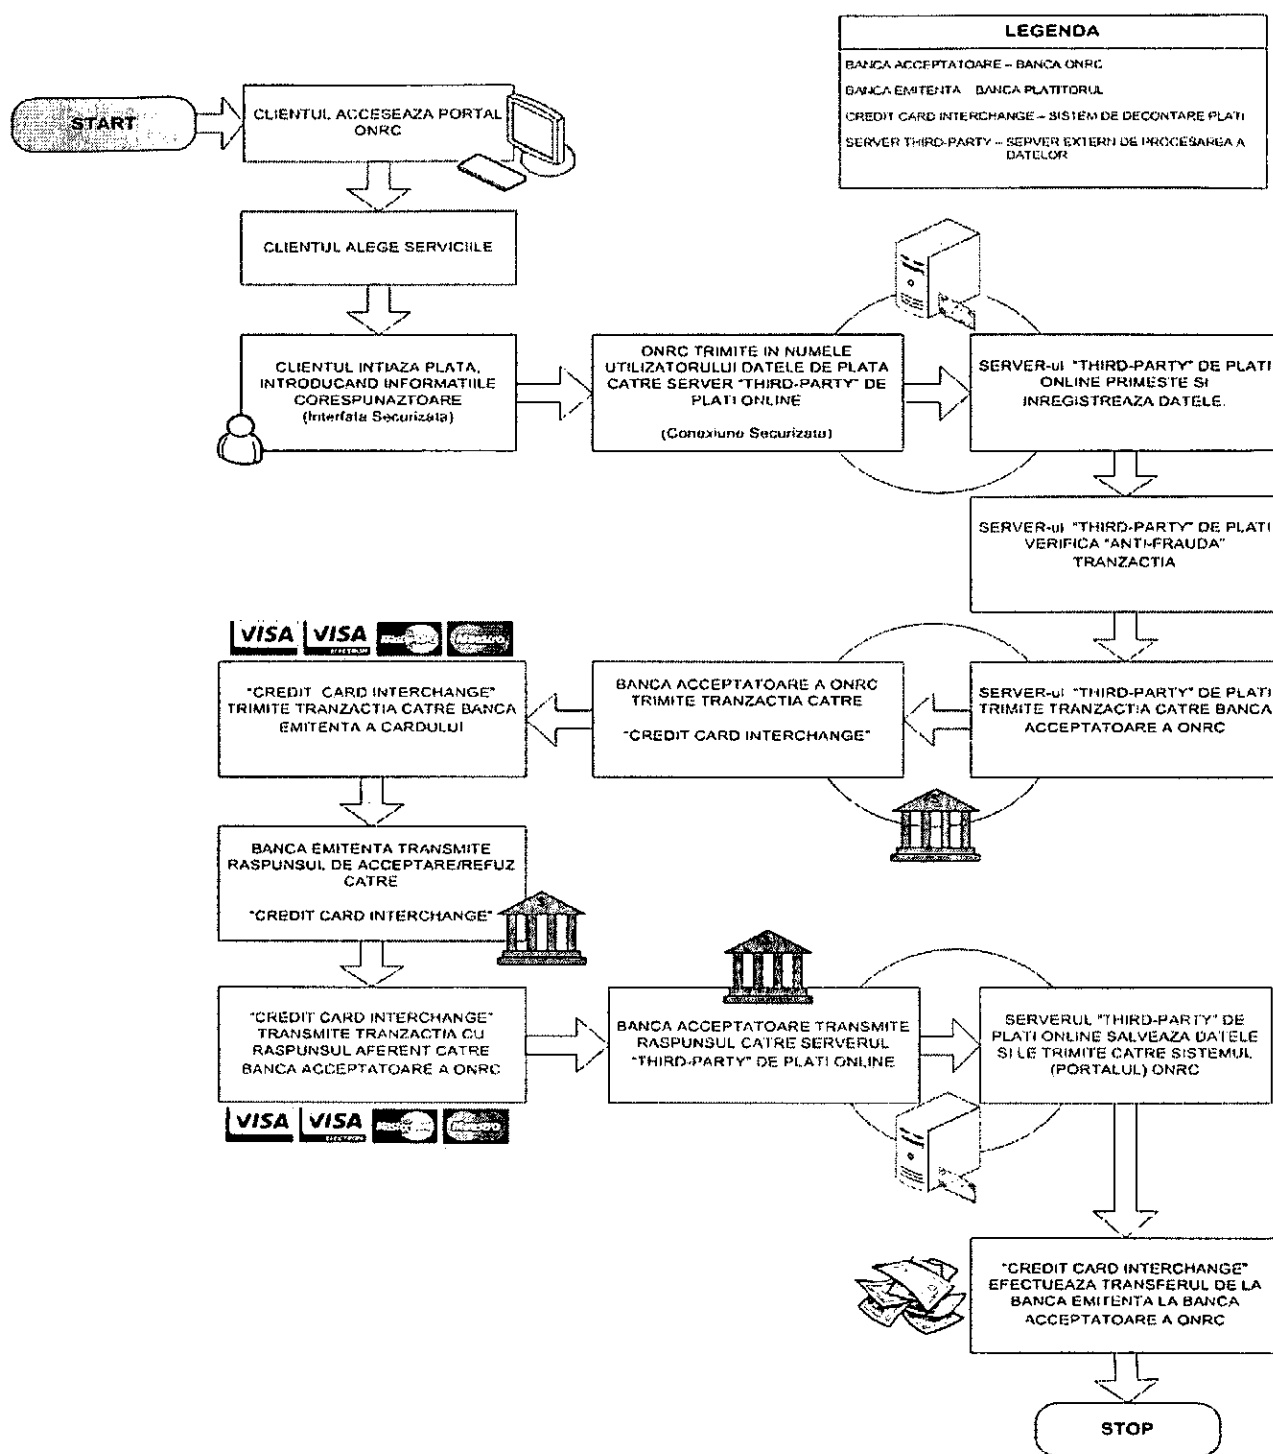 LEGENDA
BANCA ACCEPTATOARE – BANCA ONRC
BANCA EMITENTA BANCA PLATITORUL
CREDIT CARD INTERCHANGE – SISTEM DE DECONTARE PLATI
SERVER THIRD-PARTY – SERVER EXTERN DE PROCESAREA A
DATELOR
START
CLIENTUL ACCESEAZA PORTAL
ONRC
CLIENTUL ALEGE SERVICIILE
CLIENTUL INTIAZA PLATA,
INTRODUCAND INFORMATIILE
CORESPUNAZTOARE
(Interfata Securizata)
ONRC TRIMITE IN NUMELE
UTILIZATORULUI DATELE DE PLATA
CATRE SERVER "THIRD-PARTY" DE
PLATI ONLINE
(Conexiune Securizata)
SERVER-ul "THIRD-PARTY" DE PLATI
ONLINE PRIMESTE SI
INREGISTREAZA DATELE.
SERVER-ul "THIRD-PARTY" DE PLATI
VERIFICA "ANTI-FRAUDA"
TRANZACTIA
SERVER-ul "THIRD-PARTY" DE PLATI
TRIMITE TRANZACTIA CATRE BANCA
ACCEPTATOARE A ONRC
BANCA ACCEPTATOARE A ONRC
TRIMITE TRANZACTIA CATRE
"CREDIT CARD INTERCHANGE"
VISA VISA ELECTRON MasterCard Maestro
"CREDIT CARD INTERCHANGE"
TRIMITE TRANZACTIA CATRE BANCA
EMITENTA A CARDULUI
BANCA EMITENTA TRANSMITE
RASPUNSUL DE ACCEPTARE/REFUZ
CATRE
"CREDIT CARD INTERCHANGE"
"CREDIT CARD INTERCHANGE"
TRANSMITE TRANZACTIA CU
RASPUNSUL AFERENT CATRE
BANCA ACCEPTATOARE A ONRC
VISA VISA ELECTRON MasterCard Maestro
BANCA ACCEPTATOARE TRANSMITE
RASPUNSUL CATRE SERVERUL
"THIRD-PARTY" DE PLATI ONLINE
SERVERUL "THIRD-PARTY" DE
PLATI ONLINE SALVEAZA DATELE
SI LE TRIMITE CATRE SISTEMUL
(PORTALUL) ONRC
"CREDIT CARD INTERCHANGE"
EFECTUEAZA TRANSFERUL DE LA
BANCA EMITENTA LA BANCA
ACCEPTATOARE A ONRC
STOP